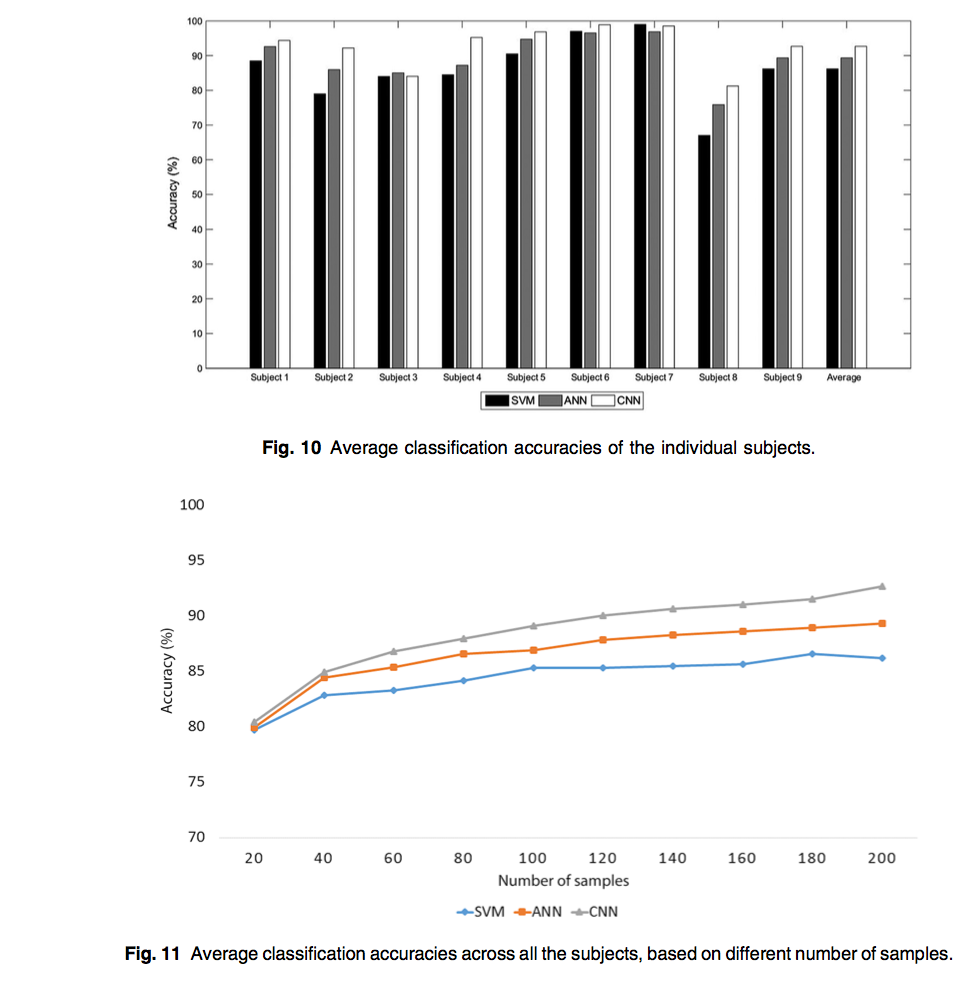 100
90
80
70
60
50
40
30
20
10
0
Accuracy (%)
Subject 1 Subject 2 Subject 3 Subject 4 Subject 5 Subject 6 Subject 7 Subject 8 Subject 9 Average
SVM ANN CNN
Fig. 10 Average classification accuracies of the individual subjects.
100
95
90
85
80
75
70
Accuracy (%)
20 40 60 80 100 120 140 160 180 200
Number of samples
SVM ANN CNN
Fig. 11 Average classification accuracies across all the subjects, based on different number of samples.